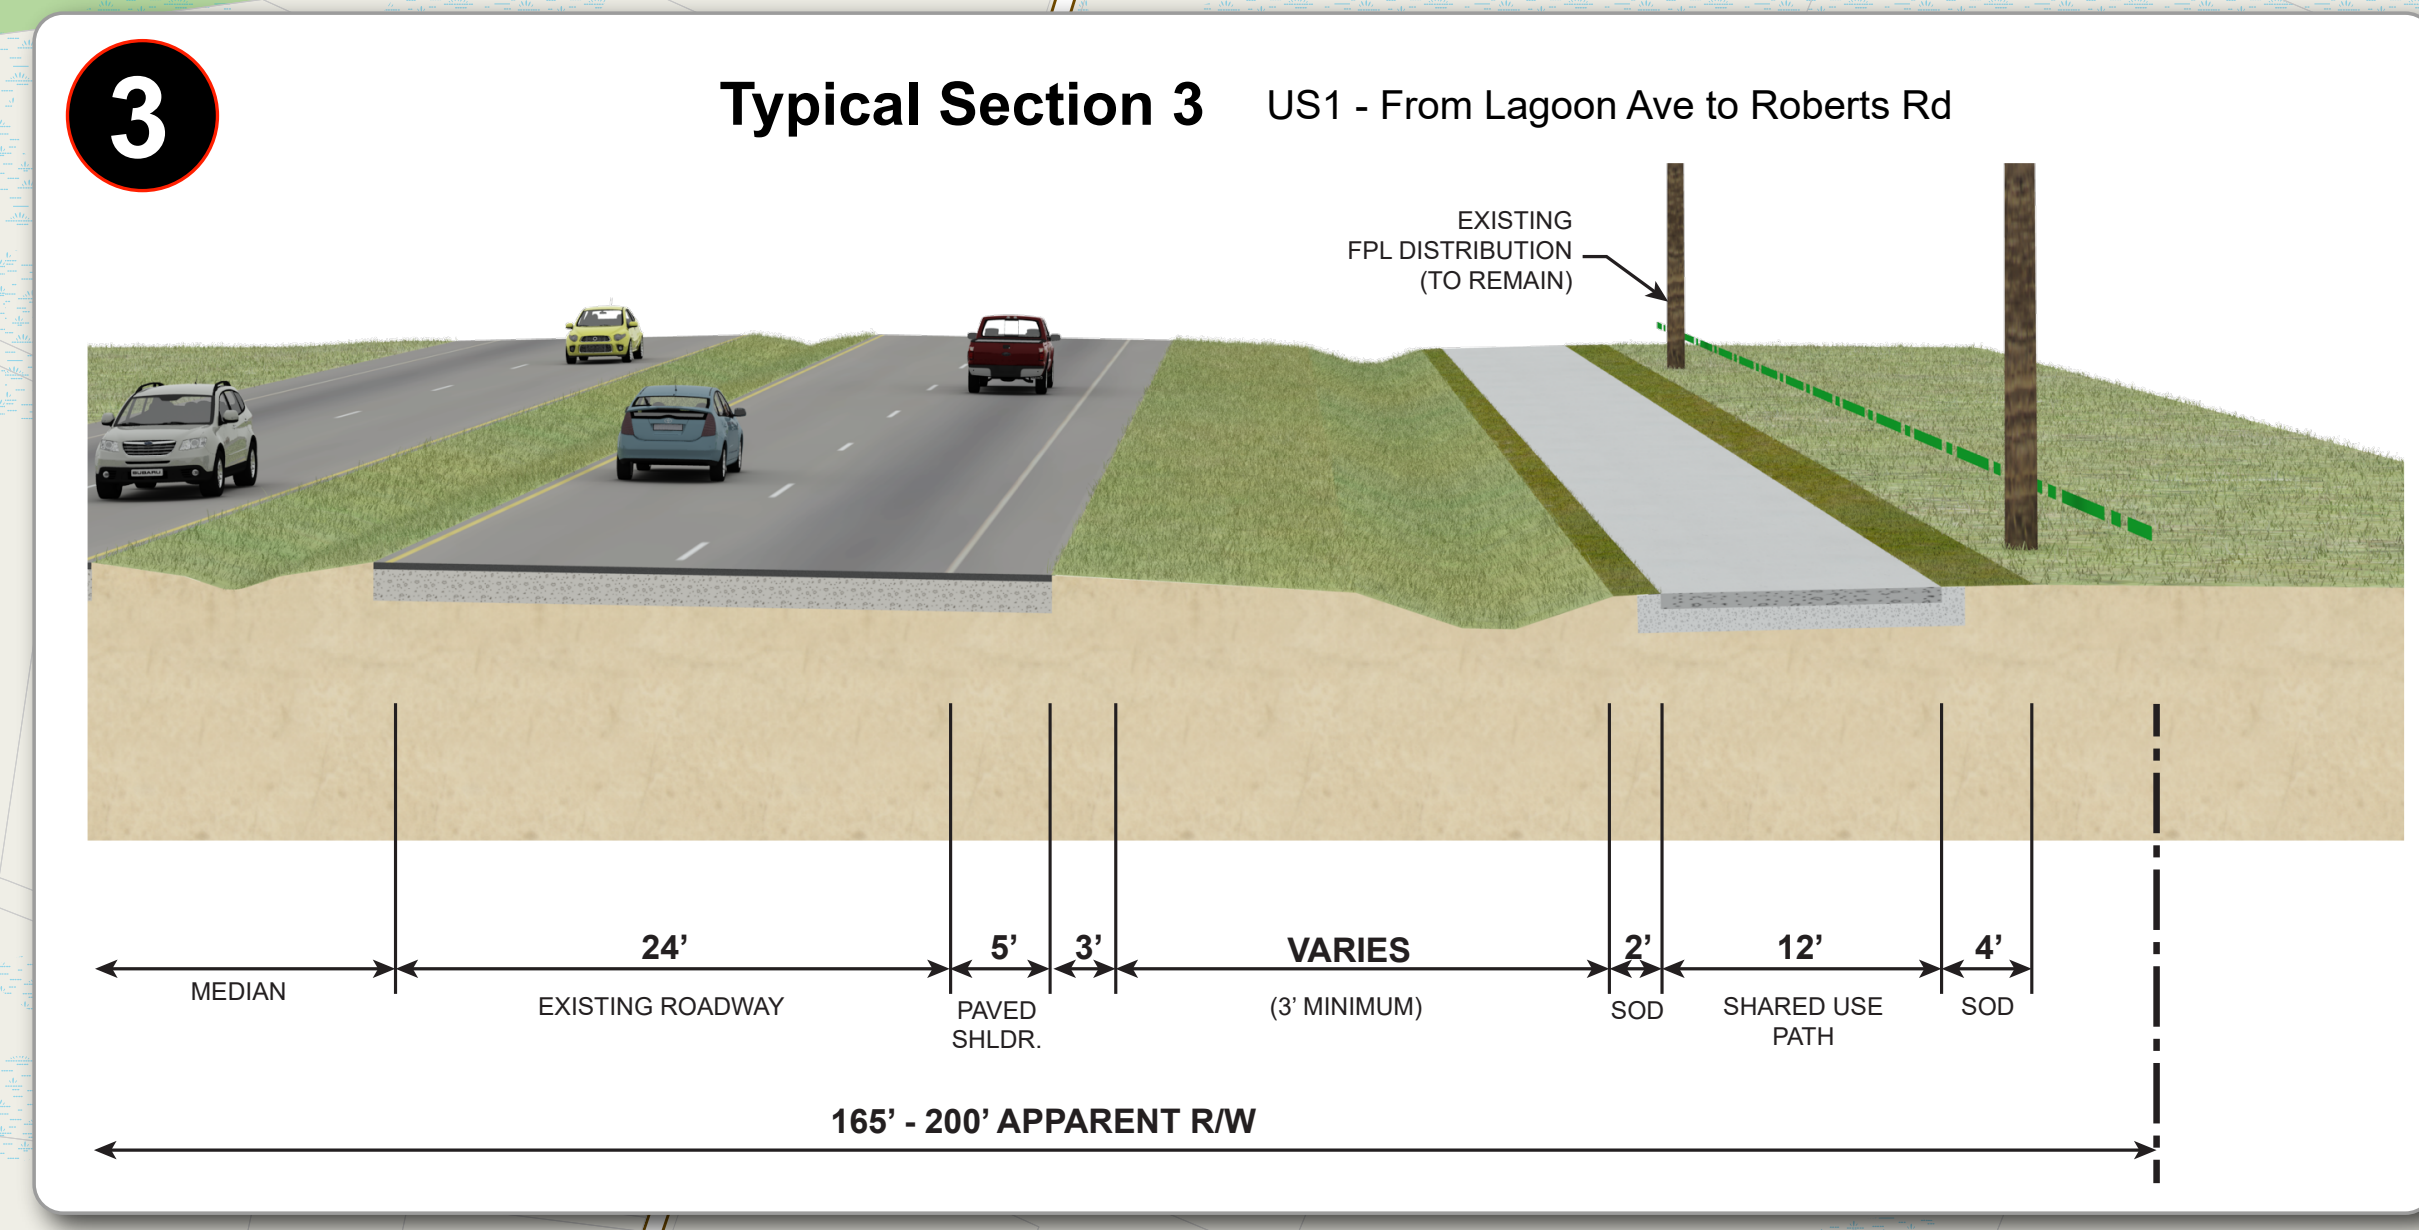 3
Typical Section 3 US1 - From Lagoon Ave to Roberts Rd
EXISTING
FPL DISTRIBUTION
(TO REMAIN)
SUBARU
24’ 5’ 3’ VARIES 2’ 12’ 4’
MEDIAN EXISTING ROADWAY PAVED (3’ MINIMUM) SOD SHARED USE SOD
SHLDR. PATH
165’ - 200’ APPARENT R/W